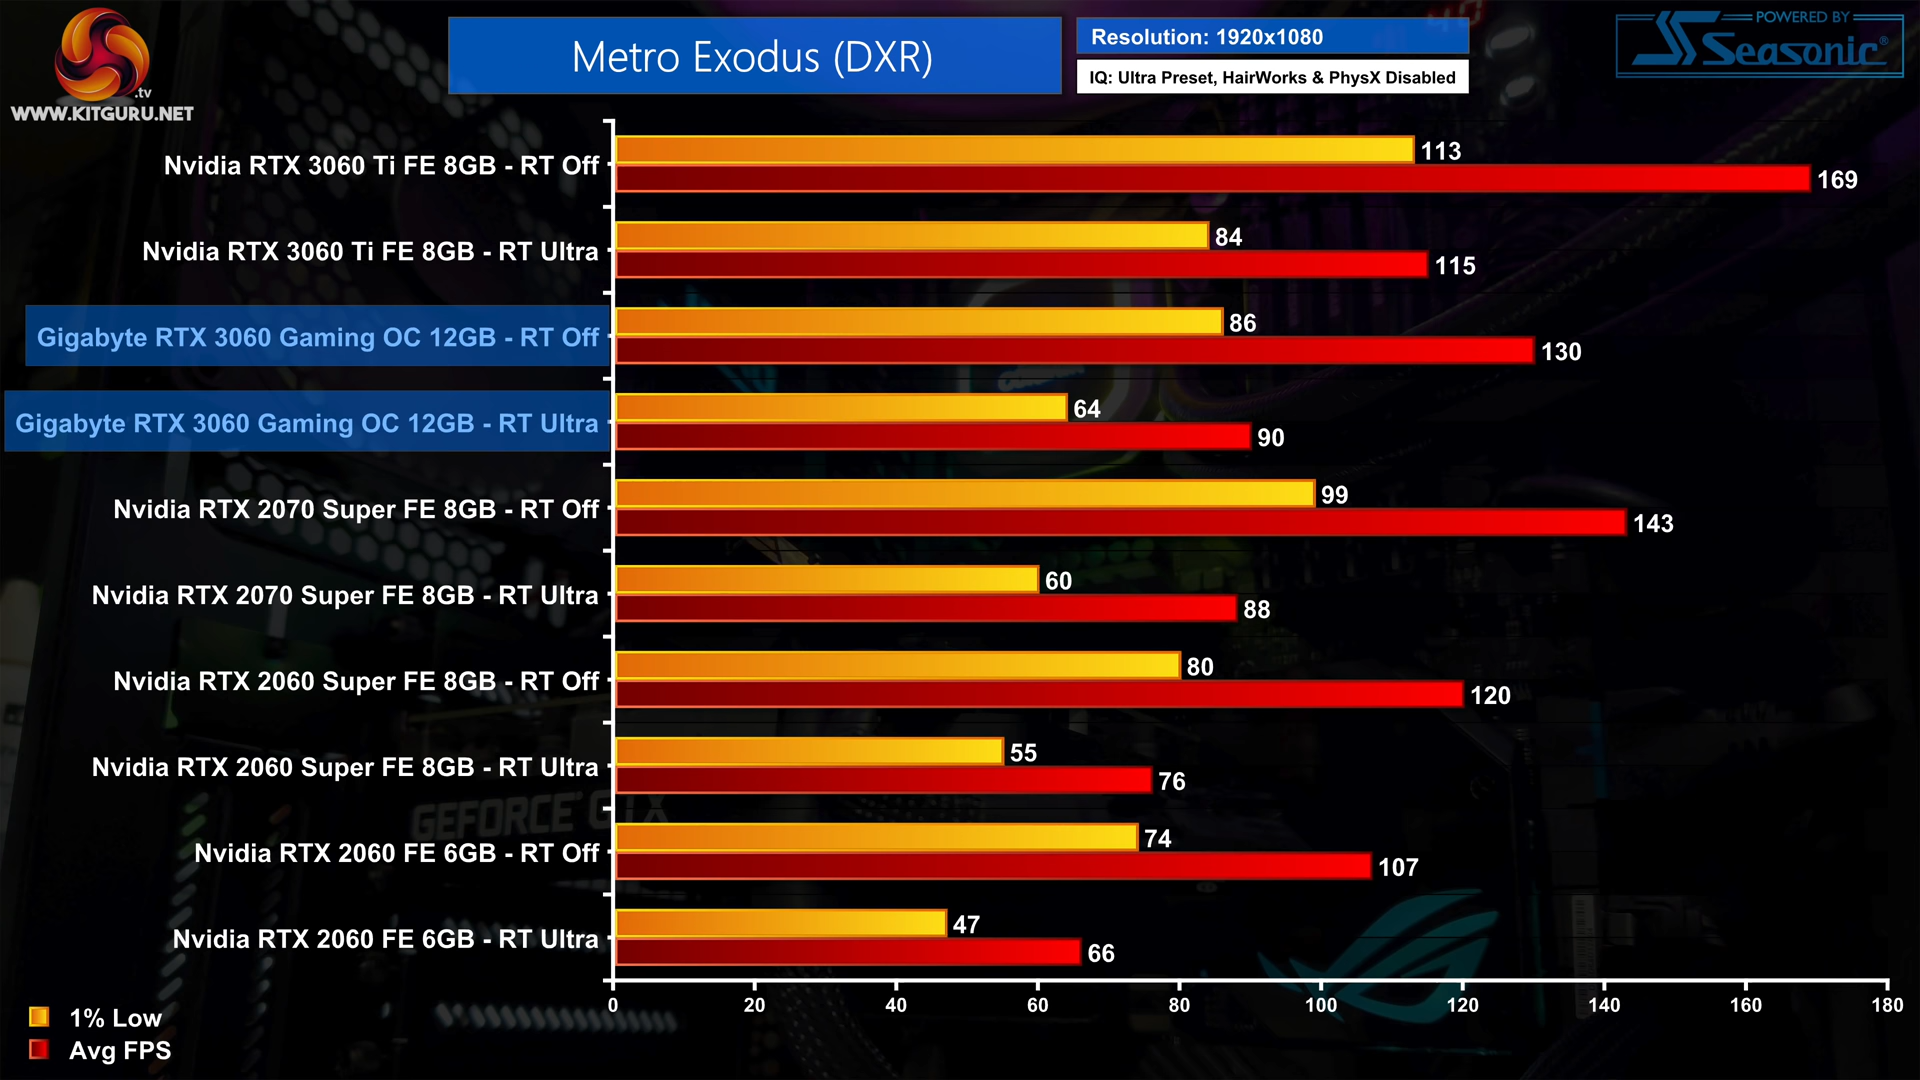 .tv
WWW.KITGURU.NET
Metro Exodus (DXR)
Resolution: 1920x1080
IQ: Ultra Preset, HairWorks & PhysX Disabled
POWERED BY
Seasonic®
Nvidia RTX 3060 Ti FE 8GB - RT Off
113
169
Nvidia RTX 3060 Ti FE 8GB - RT Ultra
84
115
Gigabyte RTX 3060 Gaming OC 12GB - RT Off
86
130
Gigabyte RTX 3060 Gaming OC 12GB - RT Ultra
64
90
Nvidia RTX 2070 Super FE 8GB - RT Off
99
143
Nvidia RTX 2070 Super FE 8GB - RT Ultra
60
88
Nvidia RTX 2060 Super FE 8GB - RT Off
80
120
Nvidia RTX 2060 Super FE 8GB - RT Ultra
55
76
GEFORCE GTX
Nvidia RTX 2060 FE 6GB - RT Off
74
107
Nvidia RTX 2060 FE 6GB - RT Ultra
47
66
0 20 40 60 80 100 120 140 160 180
1% Low
Avg FPS